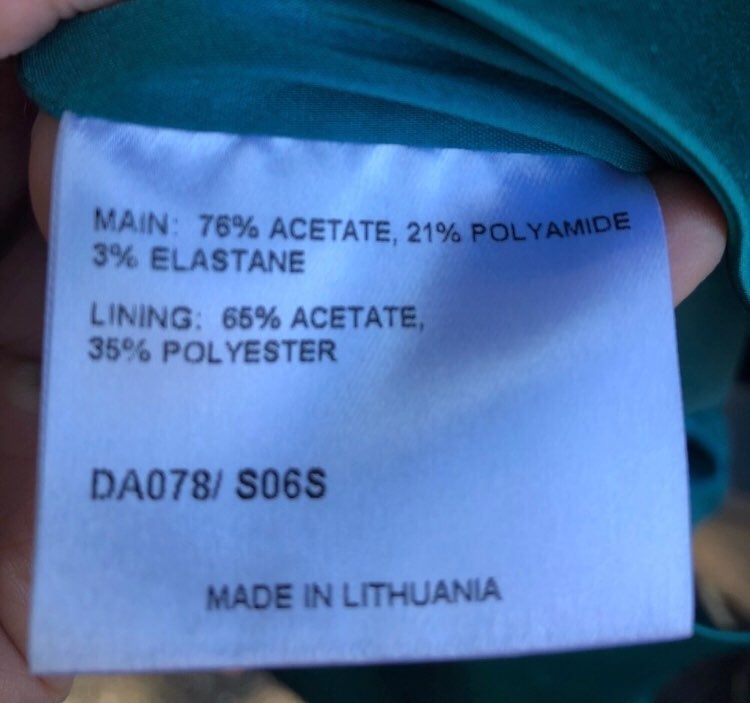 MAIN: 76% ACETATE, 21% POLYAMIDE
3% ELASTANE
LINING: 65% ACETATE,
35% POLYESTER
DA078/ S06S
MADE IN LITHUANIA